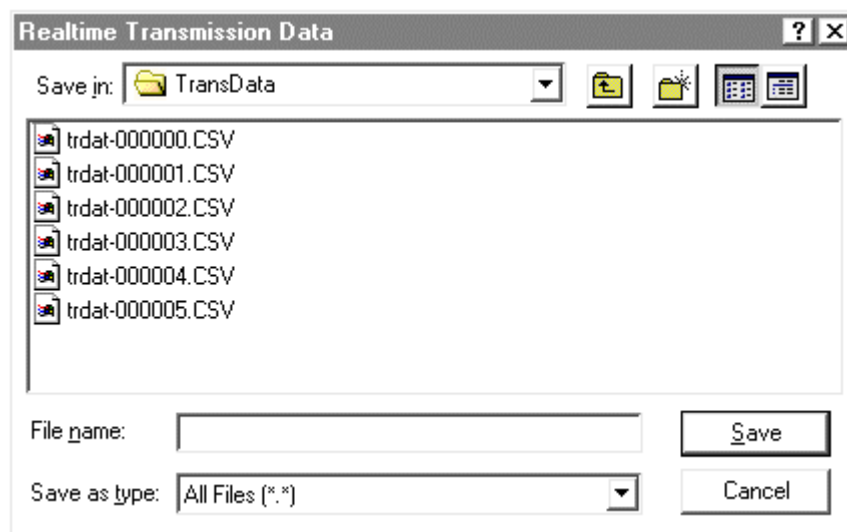 Realtime Transmission Data
Save in: TransData
trdat-000000.CSV
trdat-000001.CSV
trdat-000002.CSV
trdat-000003.CSV
trdat-000004.CSV
trdat-000005.CSV
File name: Save
Save as type: All Files (*.*) Cancel